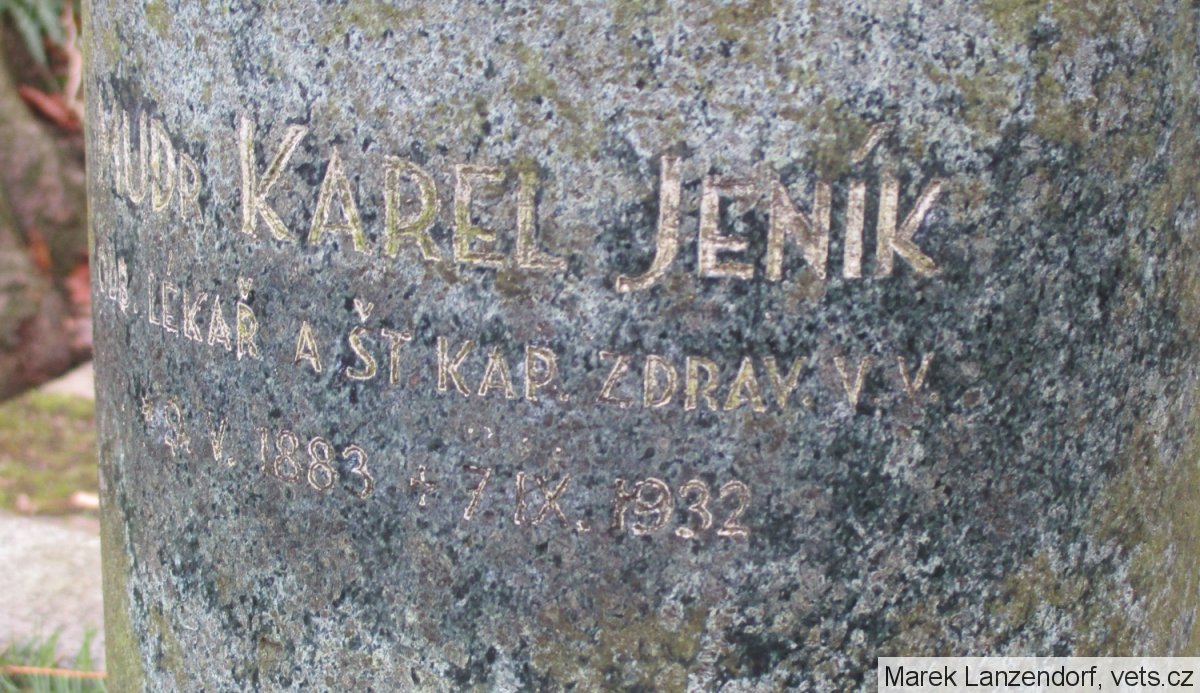 MUDR KAREL JENÍK
OB. LÉKAŘ A ŠT KAP. ZDRAV. V. V.
*9. V. 1883 + 7. IX. 1932
Marek Lanzendorf, vets.cz